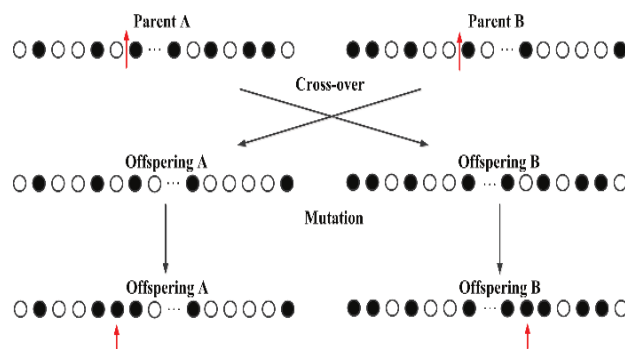 Parent A
Parent B
Cross-over
Offspering A
Offspering B
Mutation
Offspering A
Offspering B